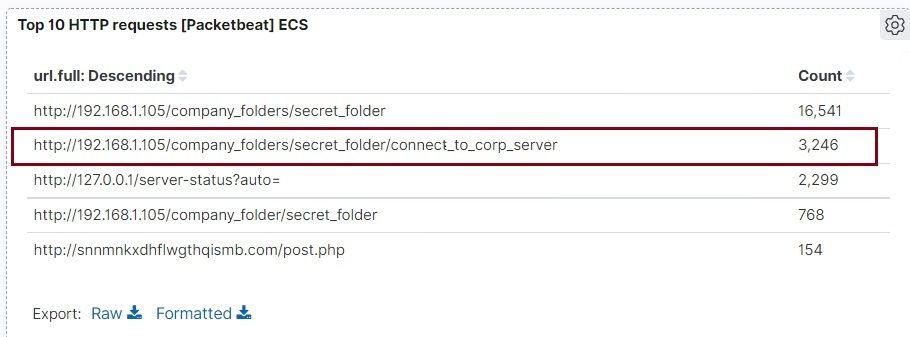 Top 10 HTTP requests [Packetbeat] ECS
url.full: Descending Count
http://192.168.1.105/company_folders/secret_folder 16,541
http://192.168.1.105/company_folders/secret_folder/connect_to_corp_server 3,246
http://127.0.0.1/server-status?auto= 2,299
http://192.168.1.105/company_folder/secret_folder 768
http://snnmnkxdhflwgthqismb.com/post.php 154
Export: Raw Formatted